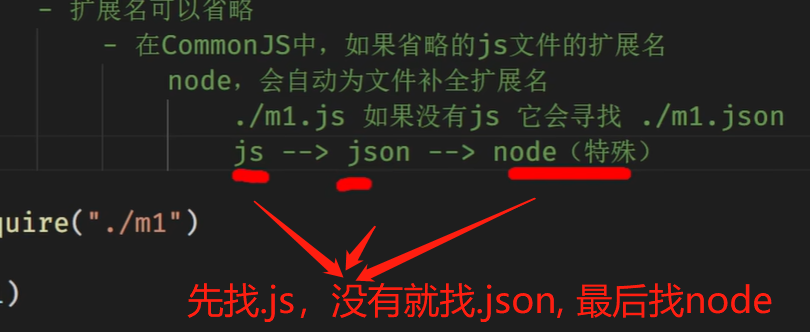 - 扩展名可以省略
- 在CommonJS中，如果省略的js文件的扩展名
node，会自动为文件补全扩展名
./m1.js 如果没有js 它会寻找 ./m1.json
js --> json --> node（特殊）
quire("./m1")
)
先找.js，没有就找.json, 最后找node